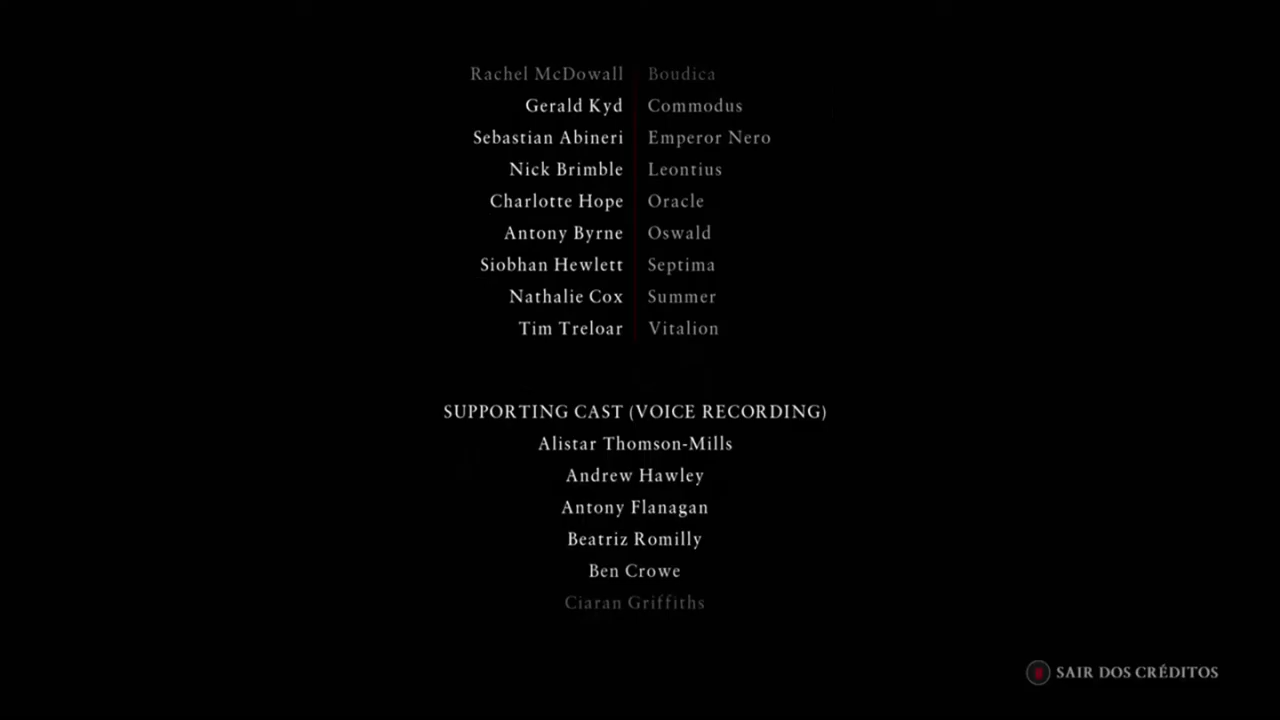 Rachel McDowall Boudica
Gerald Kyd Commodus
Sebastian Abineri Emperor Nero
Nick Brimble Leontius
Charlotte Hope Oracle
Antony Byrne Oswald
Siobhan Hewlett Septima
Nathalie Cox Summer
Tim Treloar Vitalion
SUPPORTING CAST (VOICE RECORDING)
Alistar Thomson-Mills
Andrew Hawley
Antony Flanagan
Beatriz Romilly
Ben Crowe
Ciaran Griffiths
SAIR DOS CRÉDITOS